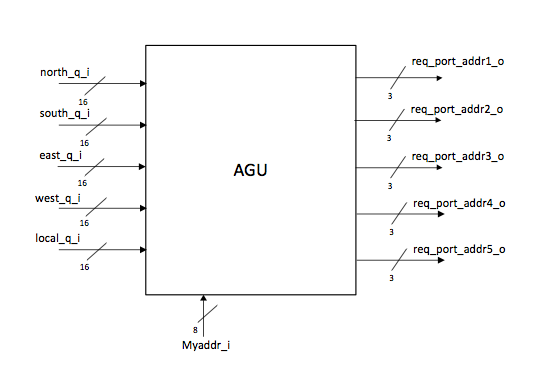 north_q_i
16
south_q_i
16
east_q_i
16
west_q_i
16
local_q_i
16
AGU
req_port_addr1_o
3
req_port_addr2_o
3
req_port_addr3_o
3
req_port_addr4_o
3
req_port_addr5_o
3
8
Myaddr_i